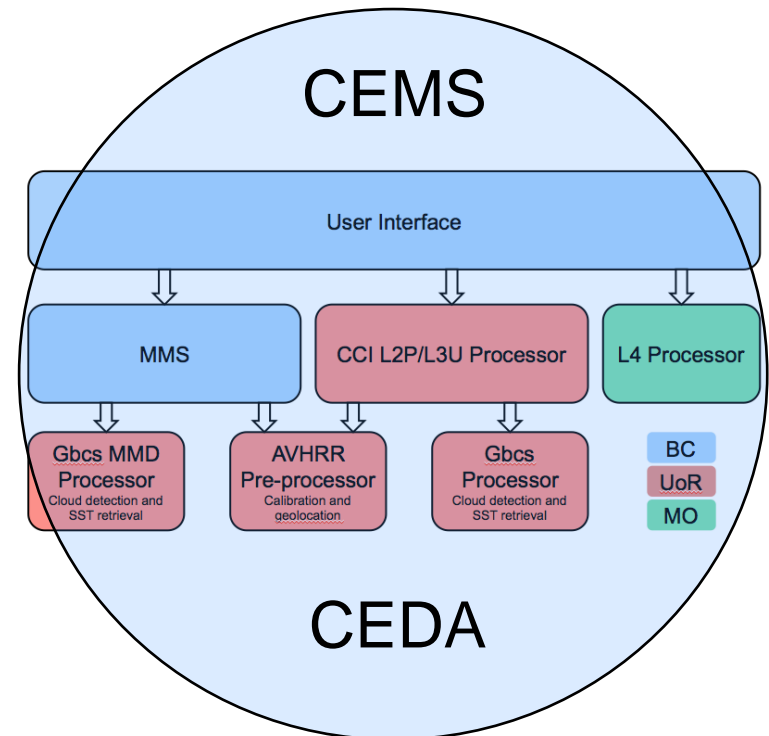 CEMS
User Interface
MMS
CCI L2P/L3U Processor
L4 Processor
Gbcs MMD
Processor
Cloud detection and
SST retrieval
AVHRR
Pre-processor
Calibration and
geolocation
Gbcs
Processor
Cloud detection and
SST retrieval
BC
UoR
MO
CEDA